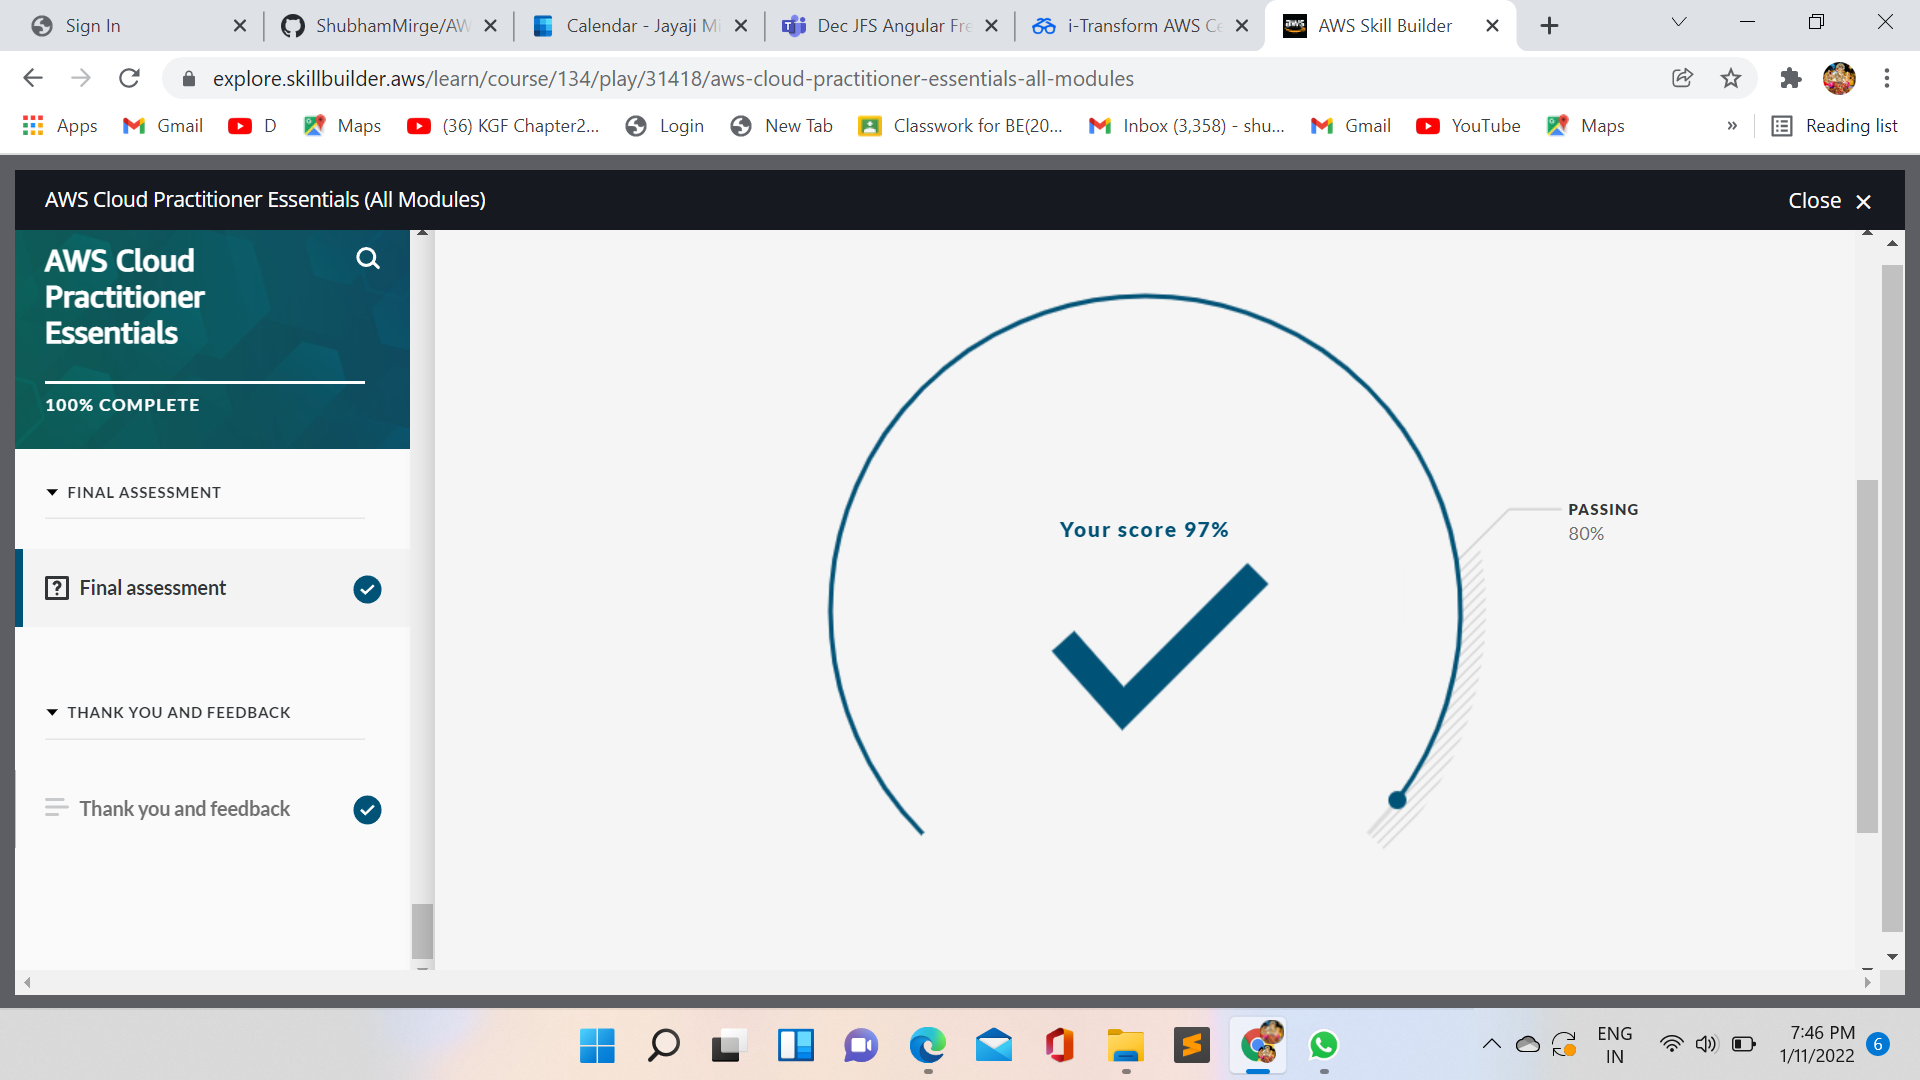 Sign In
ShubhamMirge/AW
Calendar - Jayaji Mi
Dec JFS Angular Fre
i-Transform AWS Ce
aws
AWS Skill Builder
explore.skillbuilder.aws/learn/course/134/play/31418/aws-cloud-practitioner-essentials-all-modules
Apps
Gmail
D
Maps
(36) KGF Chapter2...
Login
New Tab
Classwork for BE(20...
Inbox (3,358) - shu...
Gmail
YouTube
Maps
»
Reading list
AWS Cloud Practitioner Essentials (All Modules)
Close
AWS Cloud
Practitioner
Essentials
100% COMPLETE
FINAL ASSESSMENT
Final assessment
THANK YOU AND FEEDBACK
Thank you and feedback
Your score 97%
PASSING
80%
ENG
IN
7:46 PM
1/11/2022
6